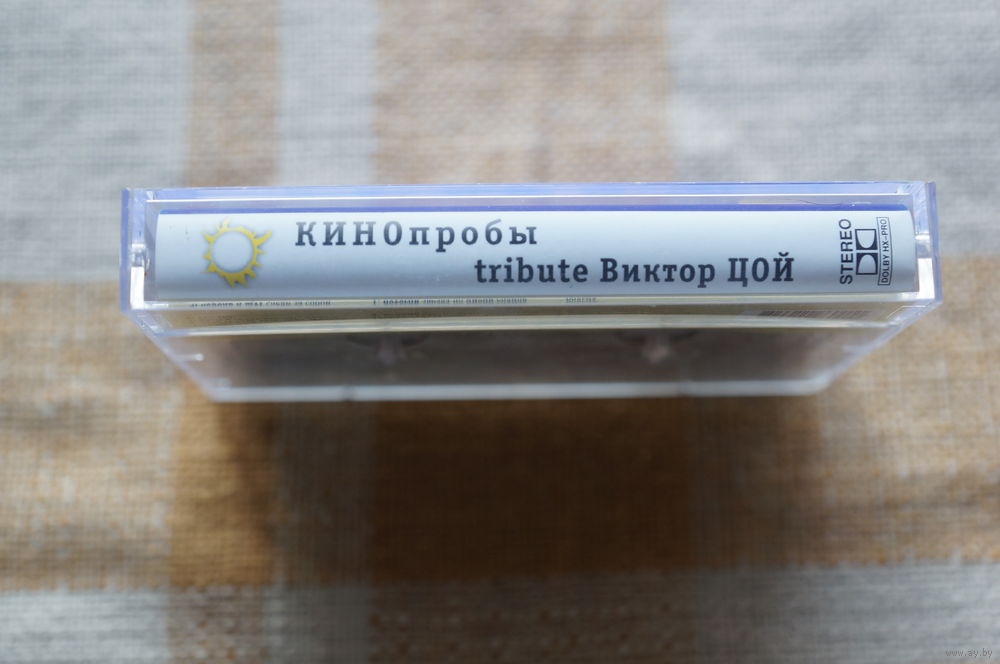 КИНОпробы
tribute Виктор ЦОЙ
STEREO
DOLBY HX-PRO
www.ay.by